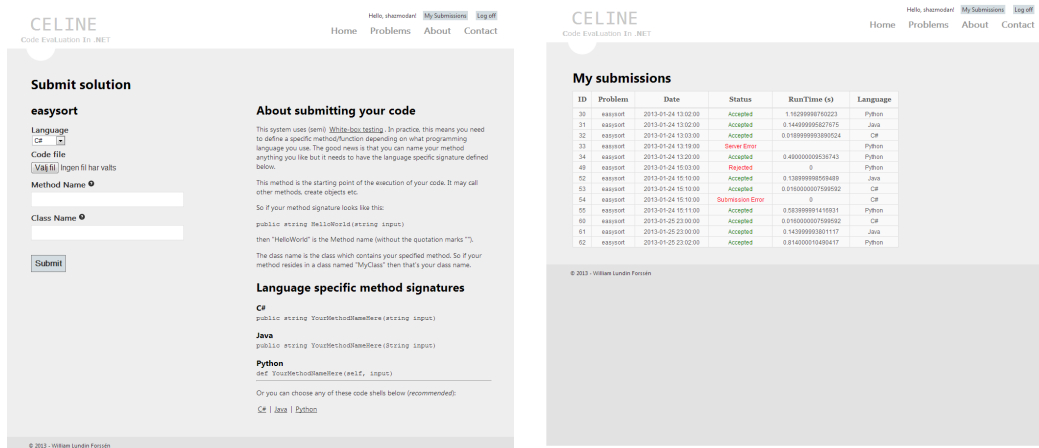 CELINE
Code EvaLuation In .NET
Hello, shazmodan! My Submissions Log off
Home Problems About Contact
Submit solution
easysort
Language
C#
Code file
Välj fil Ingen fil har valts
Method Name
Class Name
Submit
About submitting your code
This system uses (semi) White-box testing . In practice, this means you need
to define a specific method/function depending on what programming
language you use. The good news is that you can name your method
anything you like but it needs to have the language specific signature defined
below.
This method is the starting point of the execution of your code. It may call
other methods, create objects etc.
So if your method signature looks like this:
public string HelloWorld(string input)
then "HelloWorld" is the Method name (without the quotation marks "").
The class name is the class which contains your specified method. So if your
method resides in a class named "MyClass" then that's your class name.
Language specific method signatures
C#
public string YourMethodNameHere(string input)
Java
public string YourMethodNameHere(String input)
Python
def YourMethodNameHere(self, input)
Or you can choose any of these code shells below (recommended):
C# | Java | Python
© 2013 - William Lundin Forssén
CELINE
Code EvaLuation In .NET
Hello, shazmodan! My Submissions Log off
Home Problems About Contact
My submissions
ID Problem Date Status RunTime (s) Language
30 easysort 2013-01-24 13:02:00 Accepted 1.16299998760223 Python
31 easysort 2013-01-24 13:02:00 Accepted 0.144999995827675 Java
32 easysort 2013-01-24 13:03:00 Accepted 0.0189999993890524 C#
33 easysort 2013-01-24 13:19:00 Server Error Python
34 easysort 2013-01-24 13:20:00 Accepted 0.490000009536743 Python
49 easysort 2013-01-24 15:03:00 Rejected 0 Python
52 easysort 2013-01-24 15:10:00 Accepted 0.138999998569489 Java
53 easysort 2013-01-24 15:10:00 Accepted 0.0160000007599592 C#
54 easysort 2013-01-24 15:10:00 Submission Error 0 C#
55 easysort 2013-01-24 15:11:00 Accepted 0.583999991416931 Python
60 easysort 2013-01-25 23:00:00 Accepted 0.0160000007599592 C#
61 easysort 2013-01-25 23:00:00 Accepted 0.143999993801117 Java
62 easysort 2013-01-25 23:02:00 Accepted 0.814000010490417 Python
© 2013 - William Lundin Forssén